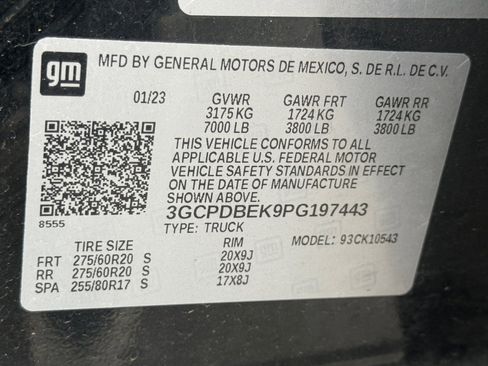 gm
MFD BY GENERAL MOTORS DE MEXICO, S. DE R.L. DE C.V.
01/23 GVWR GAWR FRT GAWR RR
3175 KG 1724 KG 1724 KG
7000 LB 3800 LB 3800 LB
THIS VEHICLE CONFORMS TO ALL
APPLICABLE U.S. FEDERAL MOTOR
VEHICLE SAFETY STANDARDS IN EFFECT
ON THE DATE OF MANUFACTURE
SHOWN ABOVE.
8555
3GCPDBEK9PG197443
TYPE: TRUCK MODEL: 93CK10543
TIRE SIZE RIM
FRT 275/60R20 S 20X9J
RR 275/60R20 S 20X9J
SPA 255/80R17 S 17X8J